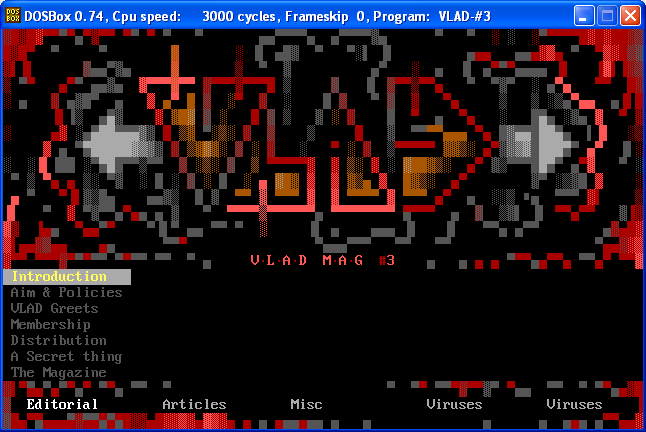 DOSBox 0.74, Cpu speed: 3000 cycles, Frameskip 0, Program: VLAD-#3
VLAD
V·L·A·D M·A·G #3
Introduction
Aim & Policies
VLAD Greets
Membership
Distribution
A Secret thing
The Magazine
Editorial Articles Misc Viruses Viruses